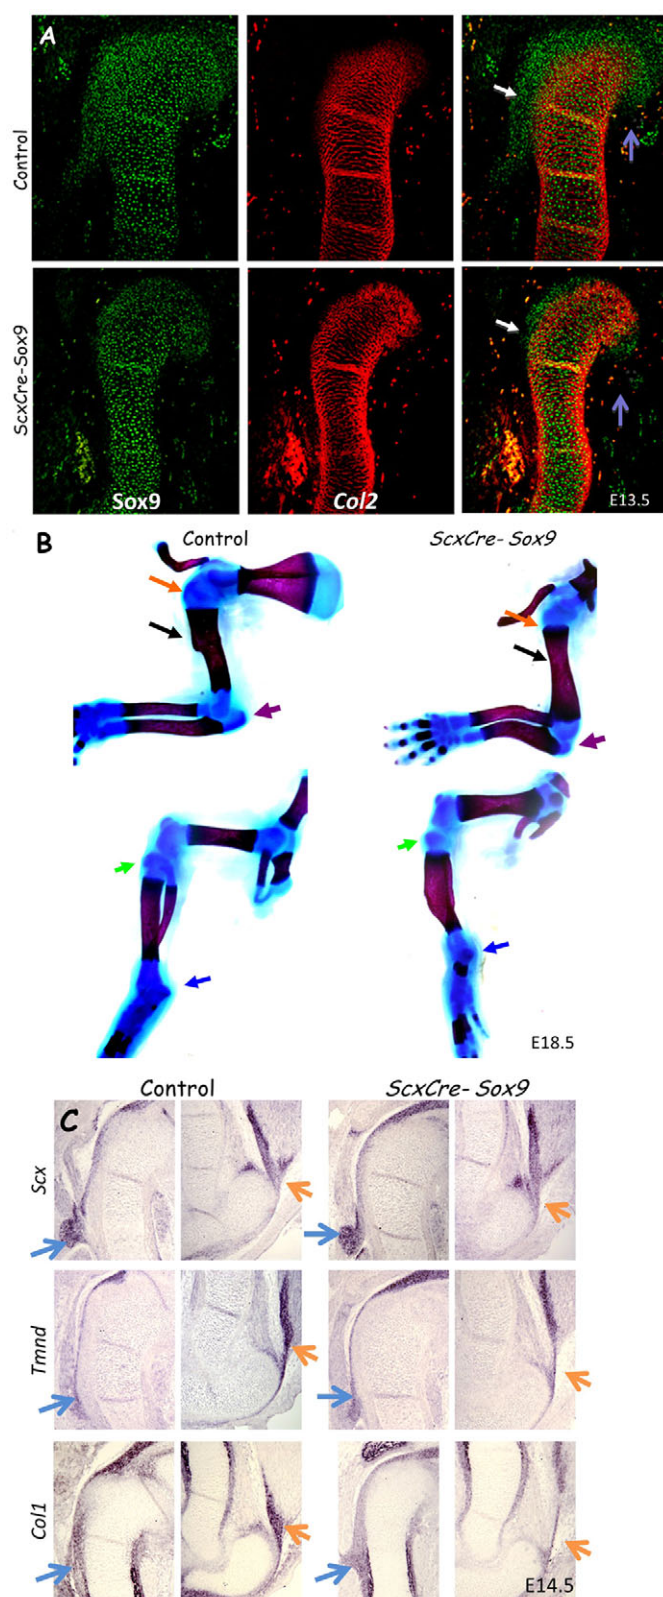 A
Control
ScxCre-Sox9
Sox9
Col2
E13.5
B
Control
ScxCre- Sox9
E18.5
Control
ScxCre- Sox9
C
Scx
Tmnd
Col1
E14.5